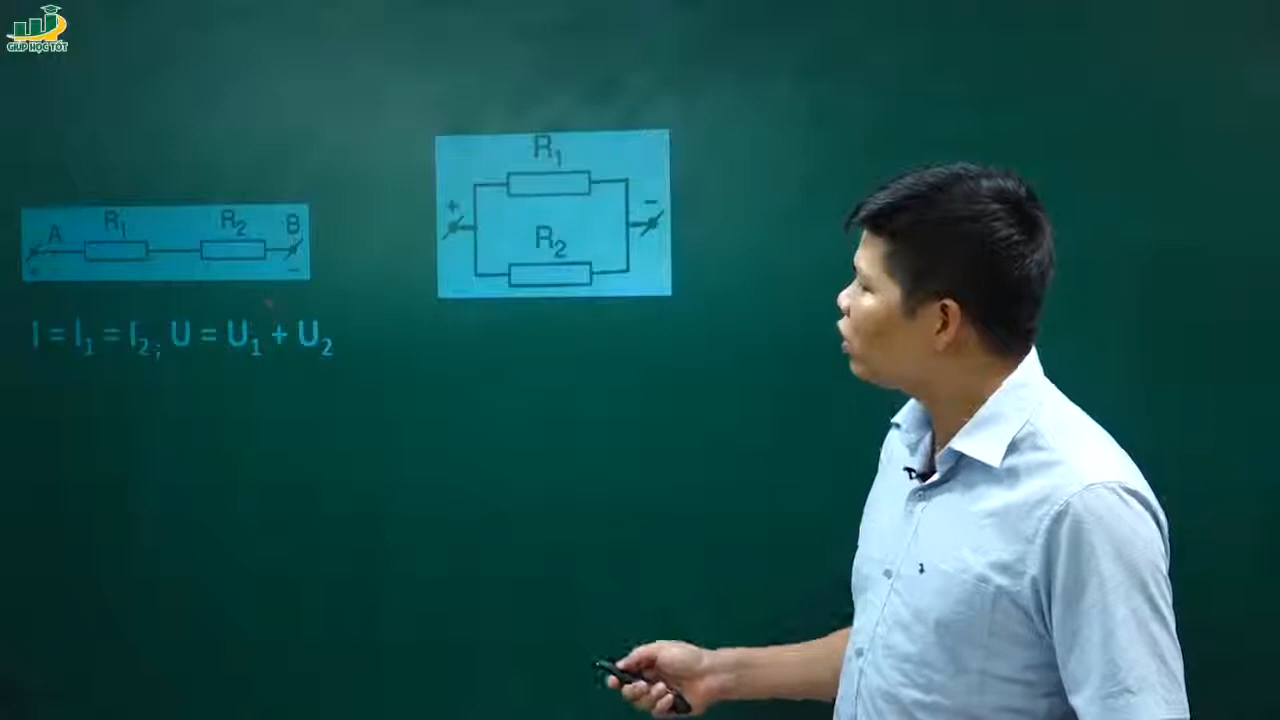 GIÚP HỌC TỐT
A R₁ R₂ B
+ −
I = I₁ = I₂; U = U₁ + U₂
R₁
+ −
R₂